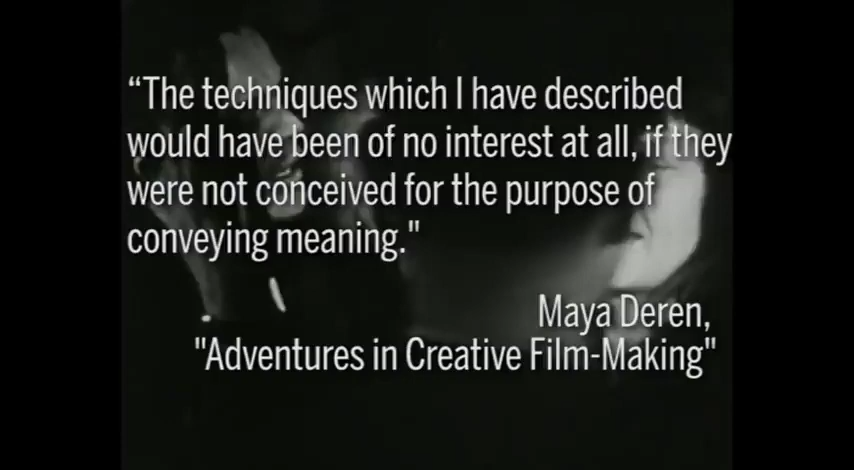 “The techniques which I have described
would have been of no interest at all, if they
were not conceived for the purpose of
conveying meaning."
Maya Deren,
"Adventures in Creative Film-Making"